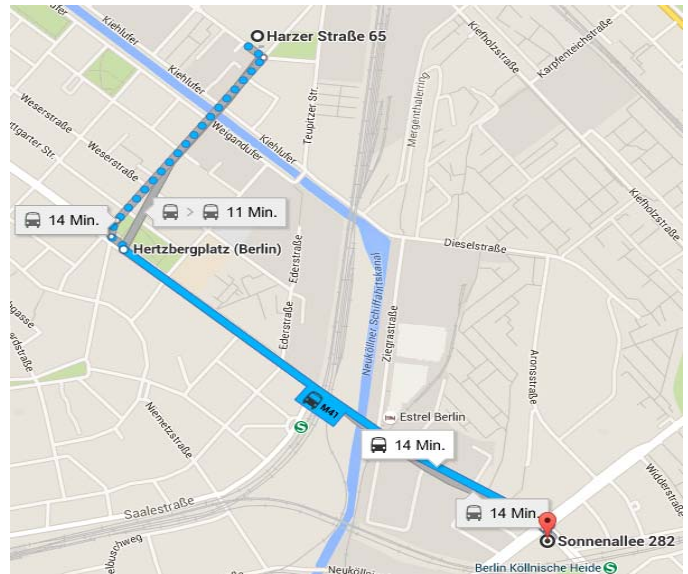 Harzer Straße 65
Kiehlufer
Kiehlufer
Kiefholzstraße
Karpfenteichstraße
Weserstraße
Teupitzer Str.
Mergenthalerring
Weserstraße
Weigandufer
Kiehlufer
Kiefholzstraße
14 Min.
11 Min.
Hertzbergplatz (Berlin)
Dieselstraße
Ederstraße
Ederstraße
Neuköllner Schiffahrtskanal
Ziegrastraße
Aronsstraße
Niemetzstraße
M41
Estrel Berlin
S
14 Min.
Widderstraße
Saalestraße
14 Min.
Sonnenallee 282
Berlin Köllnische Heide S